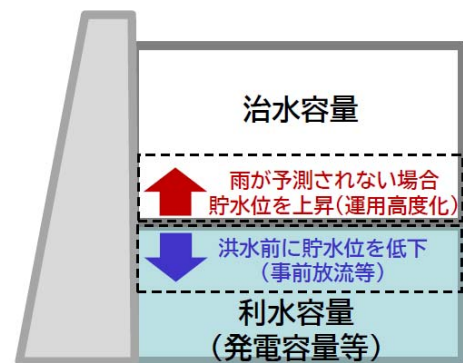 治水容量
雨が予測されない場合
貯水位を上昇(運用高度化)
洪水前に貯水位を低下
(事前放流等)
利水容量
(発電容量等)